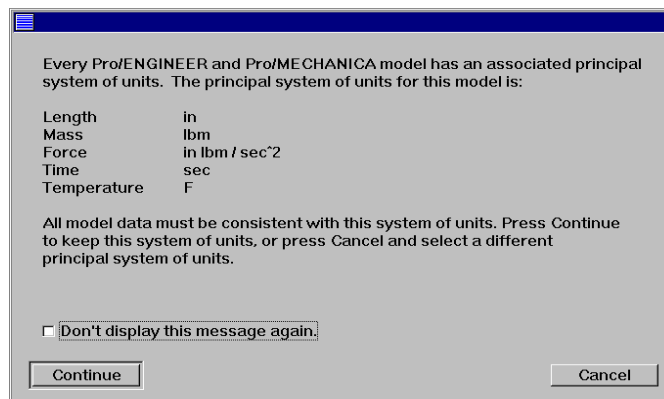 Every Pro/ENGINEER and Pro/MECHANICA model has an associated principal
system of units. The principal system of units for this model is:
Length in
Mass lbm
Force in lbm / sec^2
Time sec
Temperature F
All model data must be consistent with this system of units. Press Continue
to keep this system of units, or press Cancel and select a different
principal system of units.
Don't display this message again.
Continue Cancel